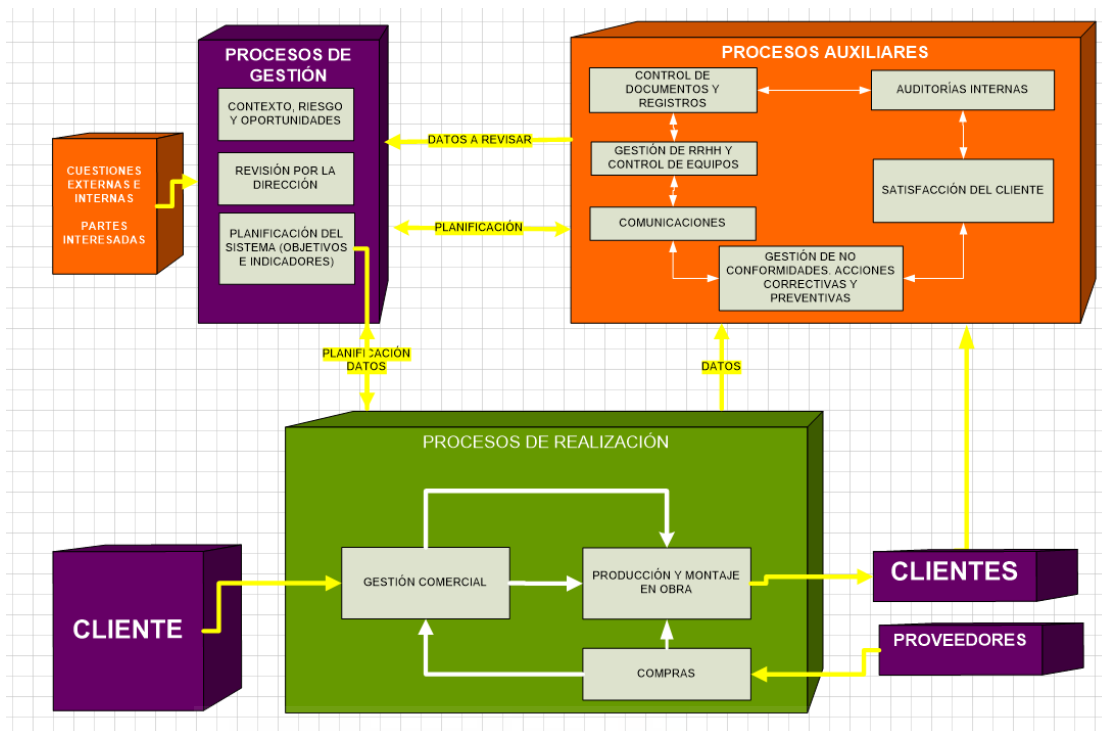 PROCESOS DE
GESTIÓN
CONTEXTO, RIESGO
Y OPORTUNIDADES
REVISIÓN POR LA
DIRECCIÓN
PLANIFICACIÓN DEL
SISTEMA (OBJETIVOS
E INDICADORES)
CUESTIONES
EXTERNAS E
INTERNAS
PARTES
INTERESADAS
DATOS A REVISAR
PLANIFICACIÓN
PROCESOS AUXILIARES
CONTROL DE
DOCUMENTOS Y
REGISTROS
AUDITORÍAS INTERNAS
GESTIÓN DE RRHH Y
CONTROL DE EQUIPOS
SATISFACCIÓN DEL CLIENTE
COMUNICACIONES
GESTIÓN DE NO
CONFORMIDADES. ACCIONES
CORRECTIVAS Y
PREVENTIVAS
PLANIFICACIÓN
DATOS
DATOS
PROCESOS DE REALIZACIÓN
CLIENTE
GESTIÓN COMERCIAL
PRODUCCIÓN Y MONTAJE
EN OBRA
COMPRAS
CLIENTES
PROVEEDORES